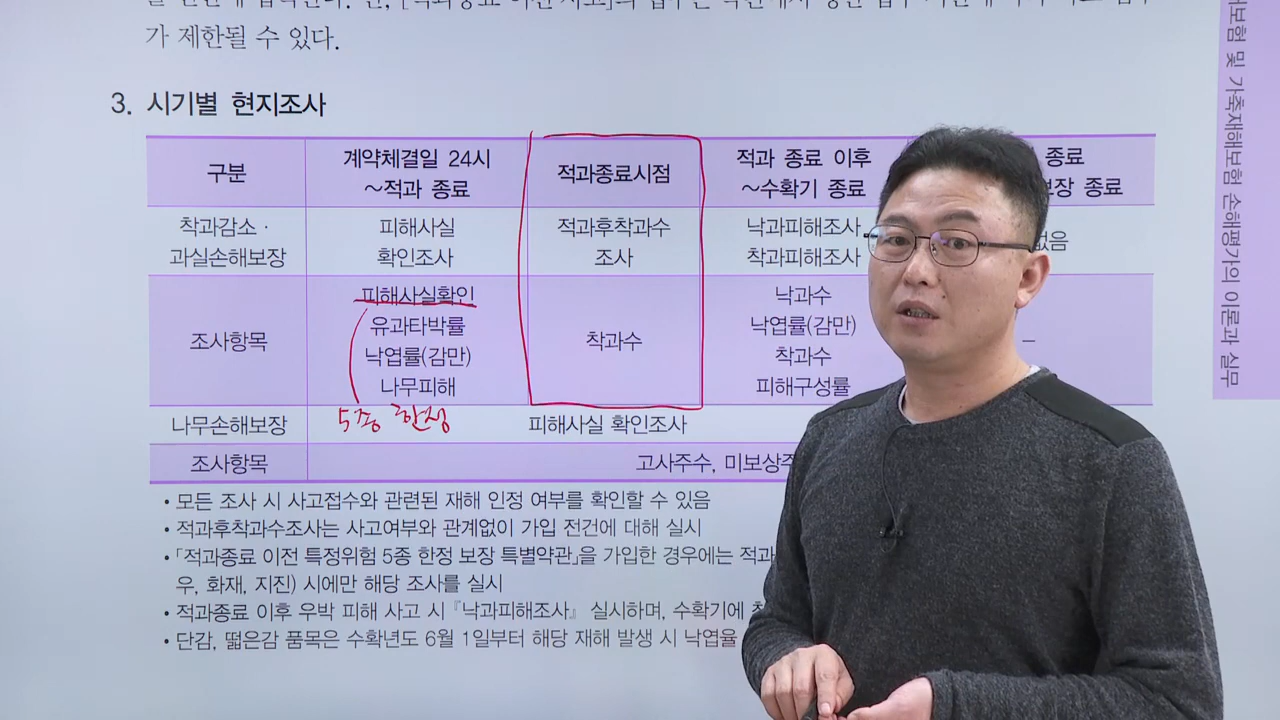 가 제한될 수 있다.
3. 시기별 현지조사
구분
계약체결일 24시
~적과 종료
적과종료시점
적과 종료 이후
~수확기 종료
종료
보장 종료
착과감소 ·
과실손해보장
피해사실
확인조사
적과후착과수
조사
낙과피해조사
착과피해조사
없음
조사항목
피해사실확인
유과타박률
낙엽률(감만)
나무피해
착과수
낙과수
낙엽률(감만)
착과수
피해구성률
–
5종 한정
나무손해보장
피해사실 확인조사
조사항목
고사주수, 미보상주
• 모든 조사 시 사고접수와 관련된 재해 인정 여부를 확인할 수 있음
• 적과후착과수조사는 사고여부와 관계없이 가입 전건에 대해 실시
• 「적과종료 이전 특정위험 5종 한정 보장 특별약관」을 가입한 경우에는 적과
우, 화재, 지진) 시에만 해당 조사를 실시
• 적과종료 이후 우박 피해 사고 시 『낙과피해조사』 실시하며, 수확기에
• 단감, 떫은감 품목은 수확년도 6월 1일부터 해당 재해 발생 시 낙엽율
해보험 및 가축재해보험 손해평가의 이론과 실무